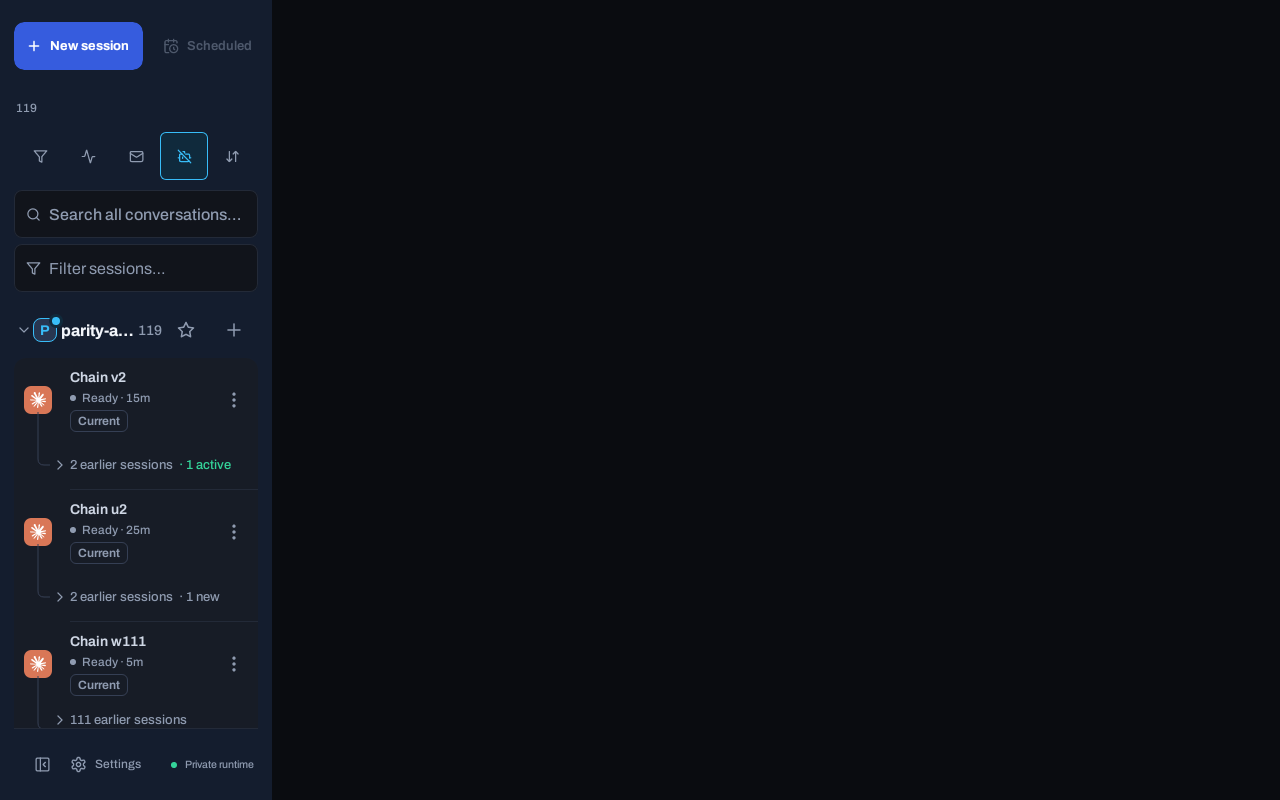 New session
Scheduled
119
Search all conversations...
Filter sessions...
P parity-a... 119
Chain v2
Ready · 15m
Current
2 earlier sessions · 1 active
Chain u2
Ready · 25m
Current
2 earlier sessions · 1 new
Chain w111
Ready · 5m
Current
111 earlier sessions
Settings
Private runtime